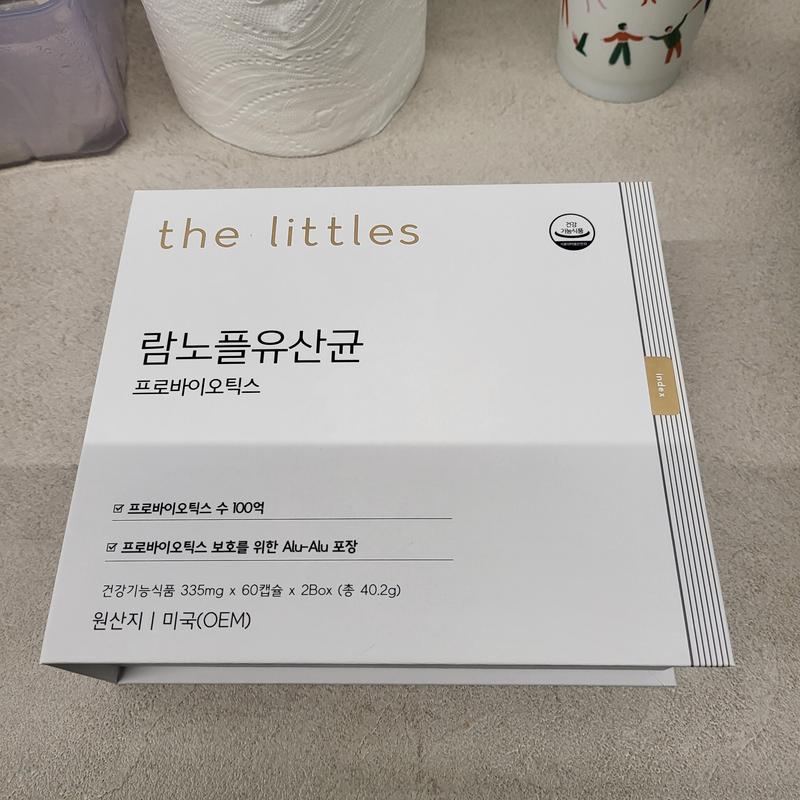 the littles
건강
기능식품
람노플유산균
프로바이오틱스
index
☑ 프로바이오틱스 수 100억
☑ 프로바이오틱스 보호를 위한 Alu-Alu 포장
건강기능식품 335mg x 60캡슐 x 2Box (총 40.2g)
원산지 | 미국(OEM)